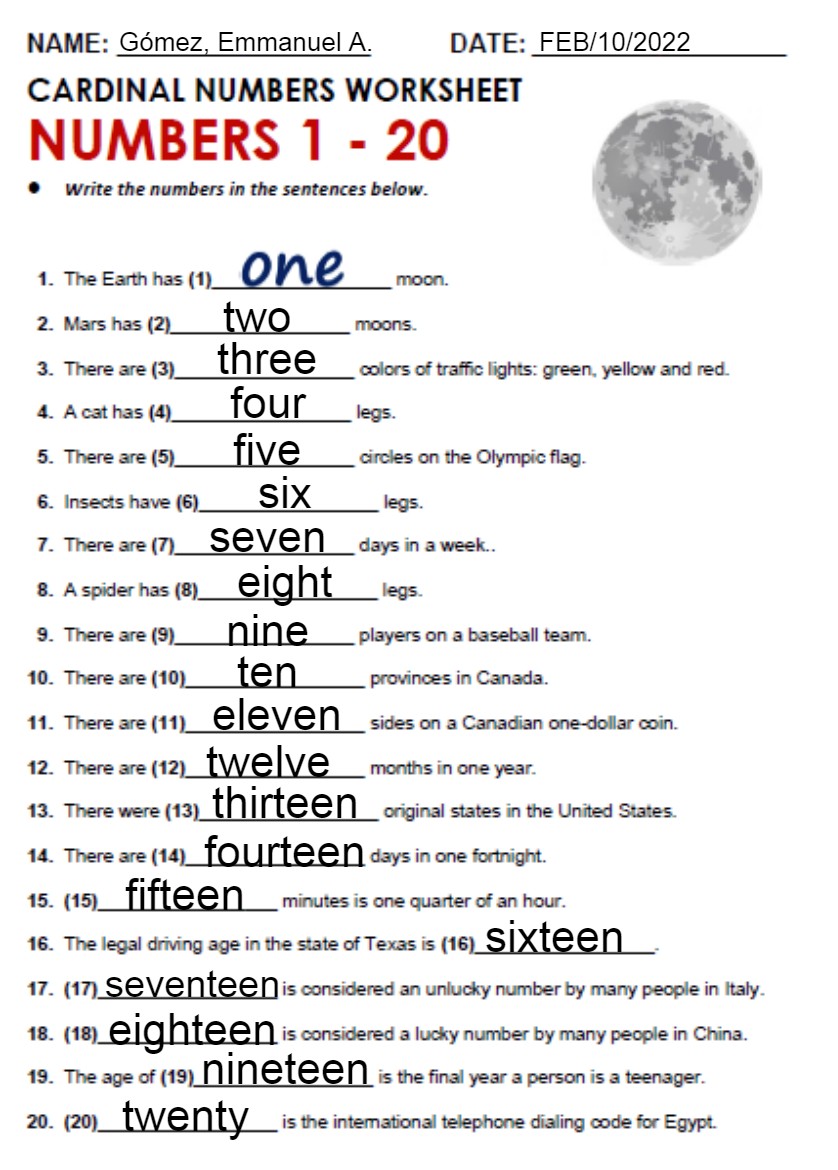 NAME: Gómez, Emmanuel A. DATE: FEB/10/2022
CARDINAL NUMBERS WORKSHEET
NUMBERS 1 - 20
● Write the numbers in the sentences below.
1. The Earth has (1) one moon.
2. Mars has (2) two moons.
3. There are (3) three colors of traffic lights: green, yellow and red.
4. A cat has (4) four legs.
5. There are (5) five circles on the Olympic flag.
6. Insects have (6) six legs.
7. There are (7) seven days in a week..
8. A spider has (8) eight legs.
9. There are (9) nine players on a baseball team.
10. There are (10) ten provinces in Canada.
11. There are (11) eleven sides on a Canadian one-dollar coin.
12. There are (12) twelve months in one year.
13. There were (13) thirteen original states in the United States.
14. There are (14) fourteen days in one fortnight.
15. (15) fifteen minutes is one quarter of an hour.
16. The legal driving age in the state of Texas is (16) sixteen.
17. (17) seventeen is considered an unlucky number by many people in Italy.
18. (18) eighteen is considered a lucky number by many people in China.
19. The age of (19) nineteen is the final year a person is a teenager.
20. (20) twenty is the international telephone dialing code for Egypt.